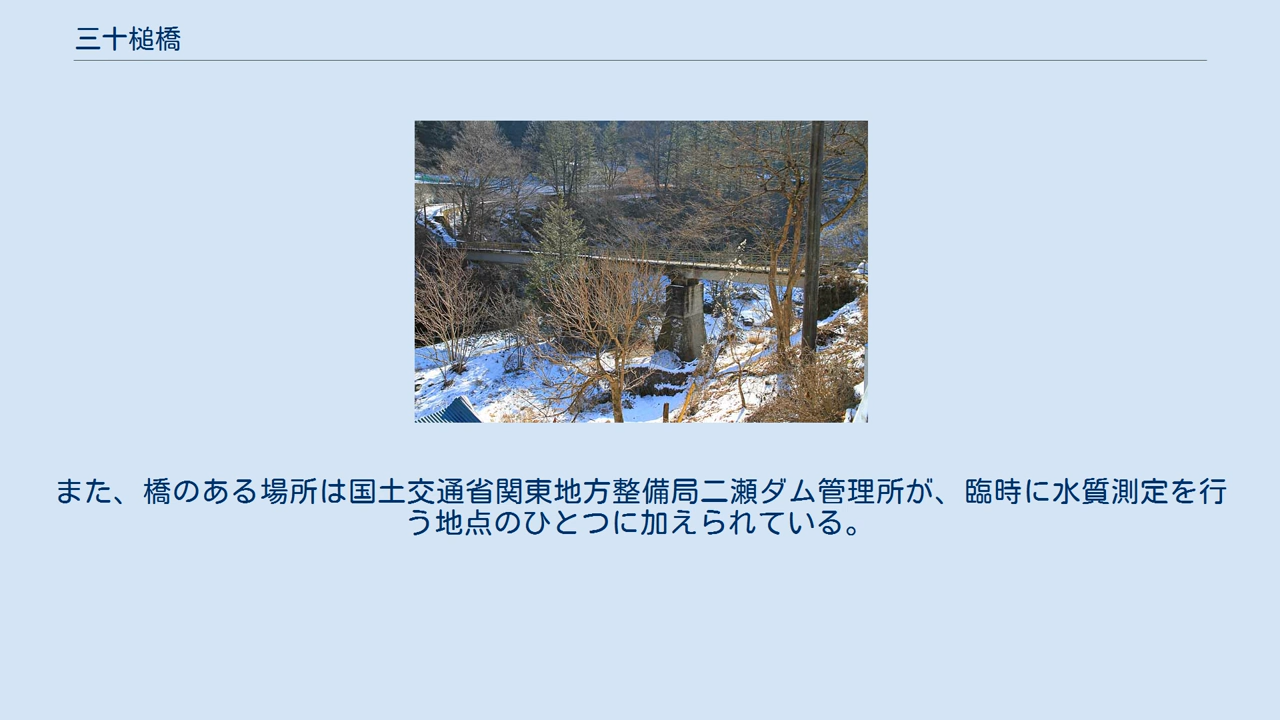 三十槌橋
また、橋のある場所は国土交通省関東地方整備局二瀬ダム管理所が、臨時に水質測定を行
う地点のひとつに加えられている。